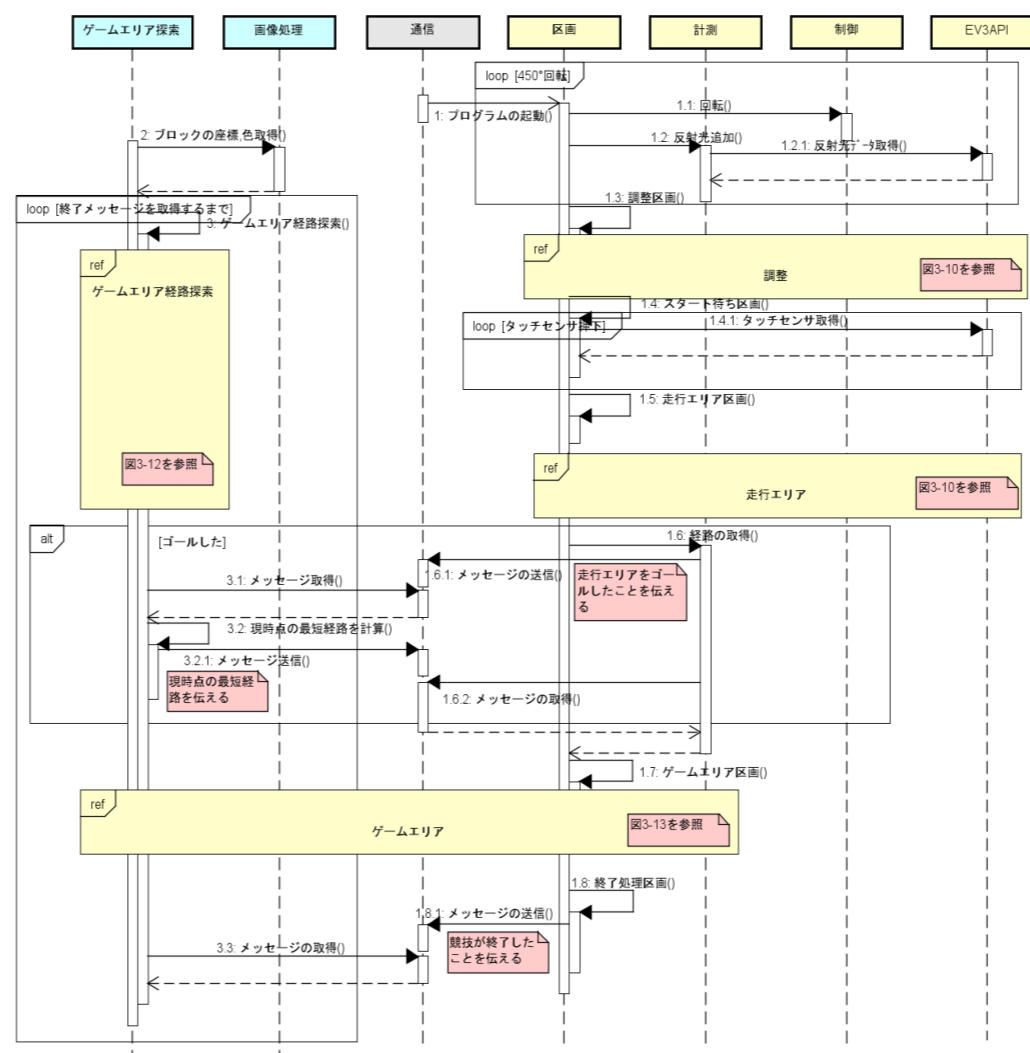 ゲームエリア探索
画像処理
通信
区画
計測
制御
EV3API
loop [450°回転]
1: プログラムの起動()
1.1: 回転()
1.2: 反射光追加()
1.2.1: 反射光データ取得()
2: ブロックの座標,色取得()
1.3: 調整区画()
loop [終了メッセージを取得するまで]
3: ゲームエリア経路探索()
ref
調整
図3-10を参照
ref
ゲームエリア経路探索
図3-12を参照
1.4: スタート待ち区画()
loop [タッチセンサ押下]
1.4.1: タッチセンサ取得()
1.5: 走行エリア区画()
ref
走行エリア
図3-10を参照
alt
[ゴールした]
1.6: 経路の取得()
1.6.1: メッセージの送信()
走行エリアをゴー
ルしたことを伝え
る
3.1: メッセージ取得()
3.2: 現時点の最短経路を計算()
3.2.1: メッセージ送信()
現時点の最短経
路を伝える
1.6.2: メッセージの取得()
1.7: ゲームエリア区画()
ref
ゲームエリア
図3-13を参照
1.8: 終了処理区画()
1.8.1: メッセージの送信()
競技が終了した
ことを伝える
3.3: メッセージの取得()